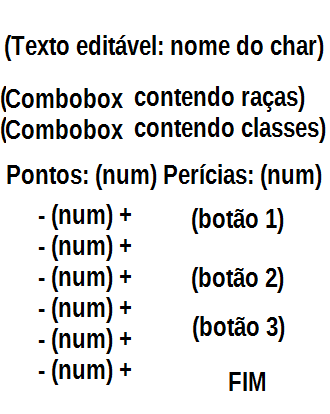 (Texto editável: nome do char)
(Combobox contendo raças)
(Combobox contendo classes)
Pontos: (num) Perícias: (num)
- (num) + (botão 1)
- (num) +
- (num) + (botão 2)
- (num) + (botão 3)
- (num) +
- (num) + FIM